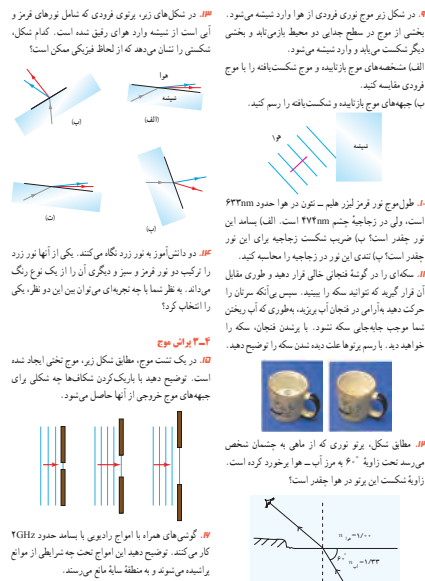 ۹. در شکل زیر موج نوری فرودی از هوا وارد شیشه می‌شود.
بخشی از موج در سطح جدایی دو محیط بازمی‌تابد و بخشی
دیگر شکست می‌یابد و وارد شیشه می‌شود.
الف) مشخصه‌های موج بازتابیده و موج شکست‌یافته را با موج
فرودی مقایسه کنید.
ب) جبهه‌های موج بازتابیده و شکست‌یافته را رسم کنید.
هوا
شیشه
۱۰. طول‌موج نور قرمز لیزر هلیم ــ نئون در هوا حدود ۶۳۳nm
است، ولی در زجاجیهٔ چشم ۴۷۴nm است. الف) بسامد این
نور چقدر است؟ ب) ضریب شکست زجاجیه برای این نور
چقدر است؟ پ) تندی این نور در زجاجیه را محاسبه کنید.
۱۱. سکه‌ای را در گوشهٔ فنجانی خالی قرار دهید و طوری مقابل
آن قرار گیرید که نتوانید سکه را ببینید. سپس بی‌آنکه سرتان را
حرکت دهید به‌آرامی در فنجان آب بریزید، به‌طوری که آب ریختن
شما موجب جابه‌جایی سکه نشود. با پرشدن فنجان، سکه را
خواهید دید. با رسم پرتوها علت دیده شدن سکه را توضیح دهید.
۱۲. مطابق شکل، پرتو نوری که از ماهی به چشمان شخص
می‌رسد تحت زاویهٔ ۶۰° به مرز آب ــ هوا برخورد کرده است.
زاویهٔ شکست این پرتو در هوا چقدر است؟
n هوا=۱/۰۰
۶۰°
n آب=۱/۳۳
۱۳. در شکل‌های زیر، پرتوی فرودی که شامل نورهای قرمز و
آبی است از شیشه وارد هوای رقیق شده است. کدام شکل،
شکستی را نشان می‌دهد که از لحاظ فیزیکی ممکن است؟
هوا
شیشه
(الف)
(ب)
(پ)
(ت)
۱۴. دو دانش‌آموز به نور زرد نگاه می‌کنند. یکی از آنها نور زرد
را ترکیب دو نور قرمز و سبز و دیگری آن را از یک نوع رنگ
می‌داند. به نظر شما با چه تجربه‌ای می‌توان بین این دو نظر، یکی
را انتخاب کرد؟
۳ــ۴ پراش موج
۱۵. در یک تشت موج، مطابق شکل زیر، موج تختی ایجاد شده
است. توضیح دهید با باریک‌کردن شکاف‌ها چه شکلی برای
جبهه‌های موج خروجی از آنها حاصل می‌شود.
۱۶. گوشی‌های همراه با امواج رادیویی با بسامد حدود ۲GHz
کار می‌کنند. توضیح دهید این امواج تحت چه شرایطی از موانع
پراشیده می‌شوند و به منطقهٔ سایهٔ مانع می‌رسند.